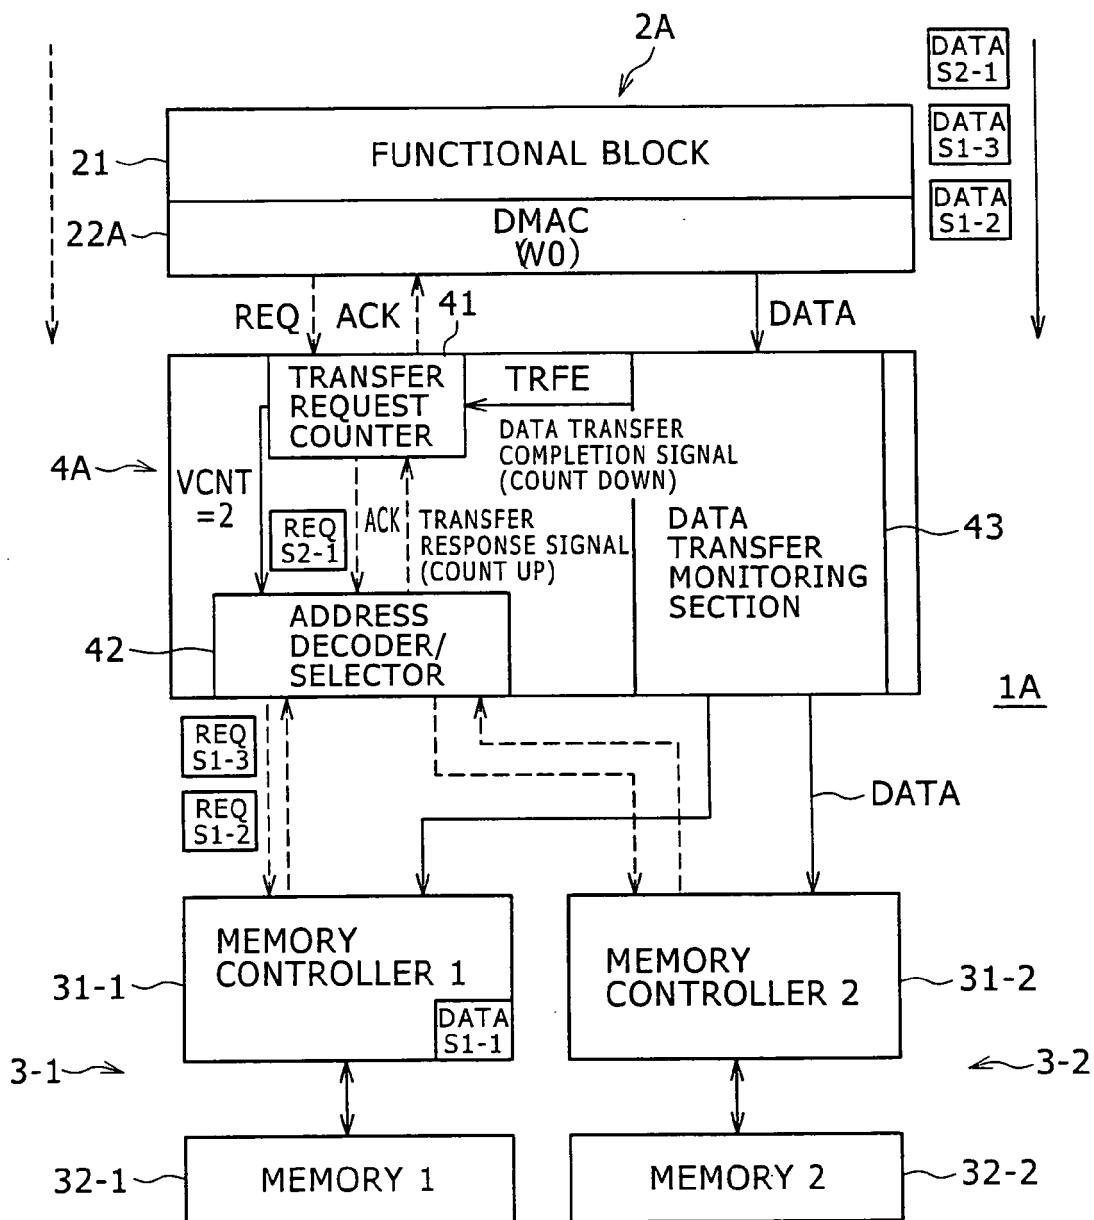 2A
DATA
S2-1
DATA
S1-3
DATA
S1-2
21
FUNCTIONAL BLOCK
22A
DMAC
(W0)
REQ
ACK
41
DATA
TRANSFER
REQUEST
COUNTER
TRFE
DATA TRANSFER
COMPLETION SIGNAL
(COUNT DOWN)
4A
VCNT
=2
REQ
S2-1
ACK
TRANSFER
RESPONSE SIGNAL
(COUNT UP)
DATA
TRANSFER
MONITORING
SECTION
43
42
ADDRESS
DECODER/
SELECTOR
1A
REQ
S1-3
REQ
S1-2
DATA
MEMORY
CONTROLLER 1
DATA
S1-1
31-1
MEMORY
CONTROLLER 2
31-2
3-1
3-2
32-1
MEMORY 1
MEMORY 2
32-2